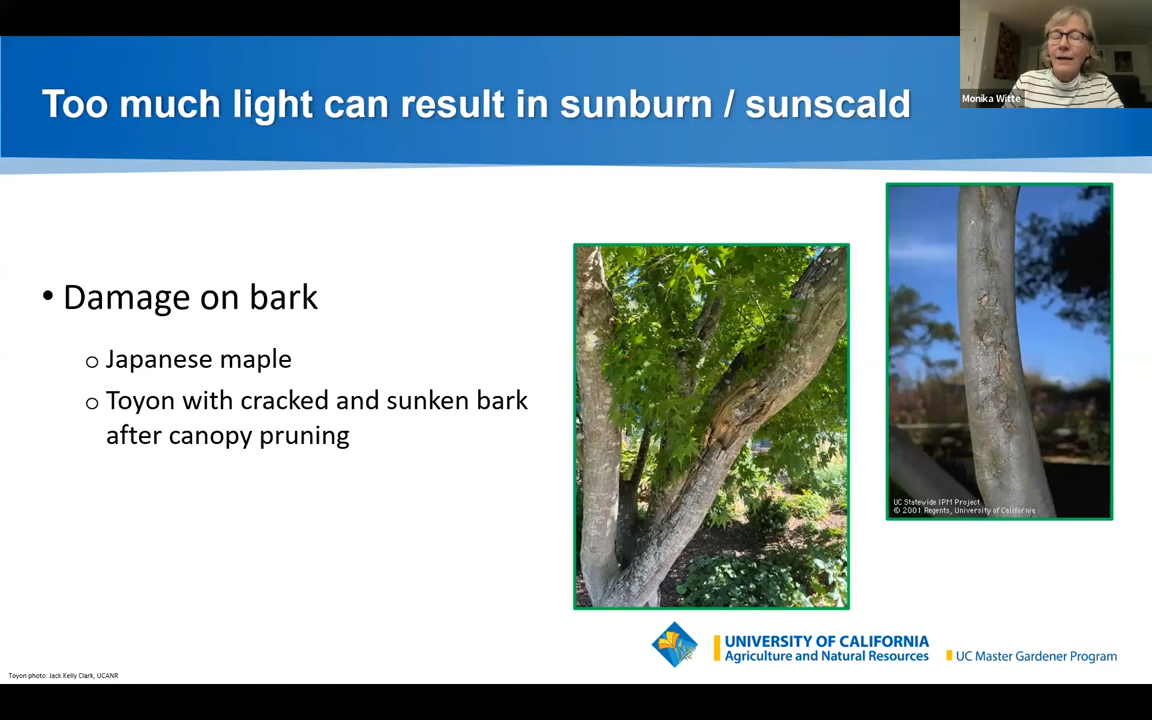 Too much light can result in sunburn / sunscald
Monika Witte
• Damage on bark
o Japanese maple
o Toyon with cracked and sunken bark
after canopy pruning
UC Statewide IPM Project
© 2001 Regents, University of California
UNIVERSITY OF CALIFORNIA
Agriculture and Natural Resources
UC Master Gardener Program
Toyon photo: Jack Kelly Clark, UCANR